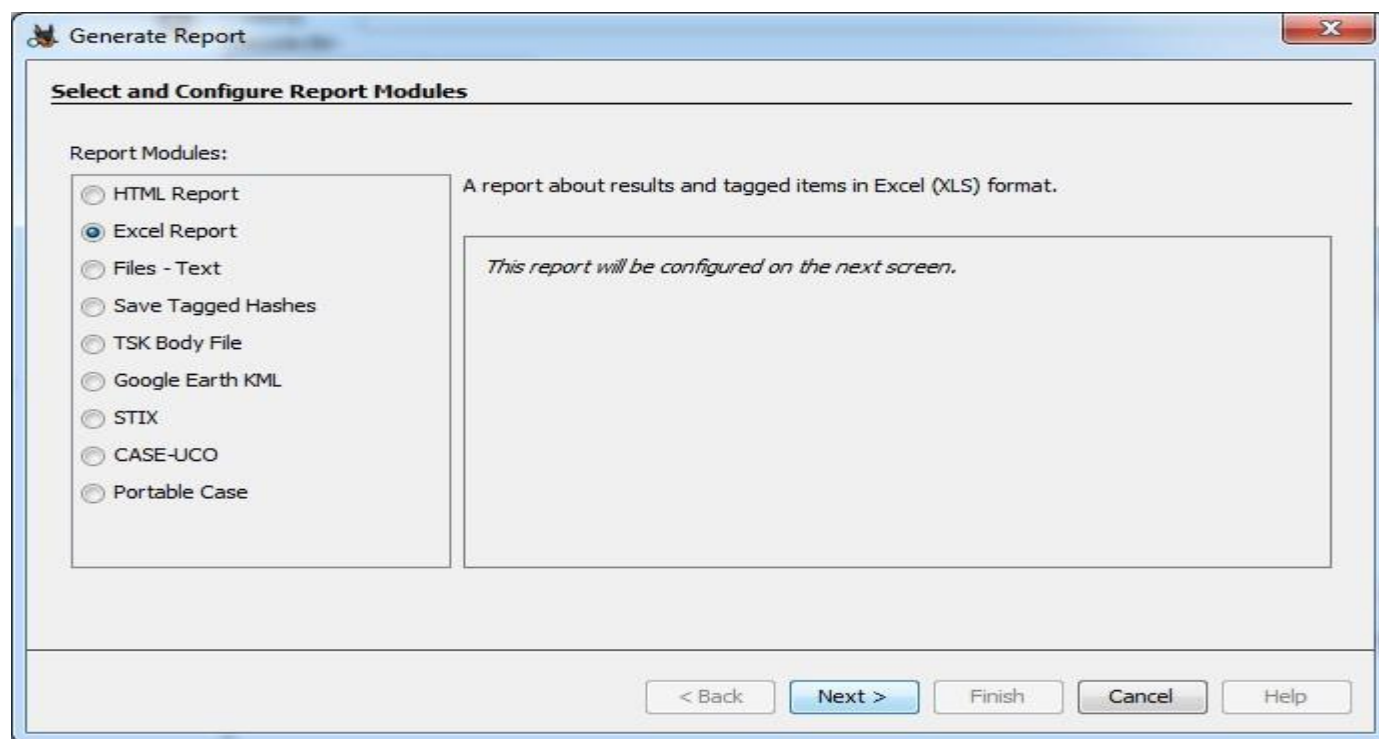 Generate Report
Select and Configure Report Modules
Report Modules:
HTML Report
Excel Report
Files - Text
Save Tagged Hashes
TSK Body File
Google Earth KML
STIX
CASE-UCO
Portable Case
A report about results and tagged items in Excel (XLS) format.
This report will be configured on the next screen.
< Back
Next >
Finish
Cancel
Help